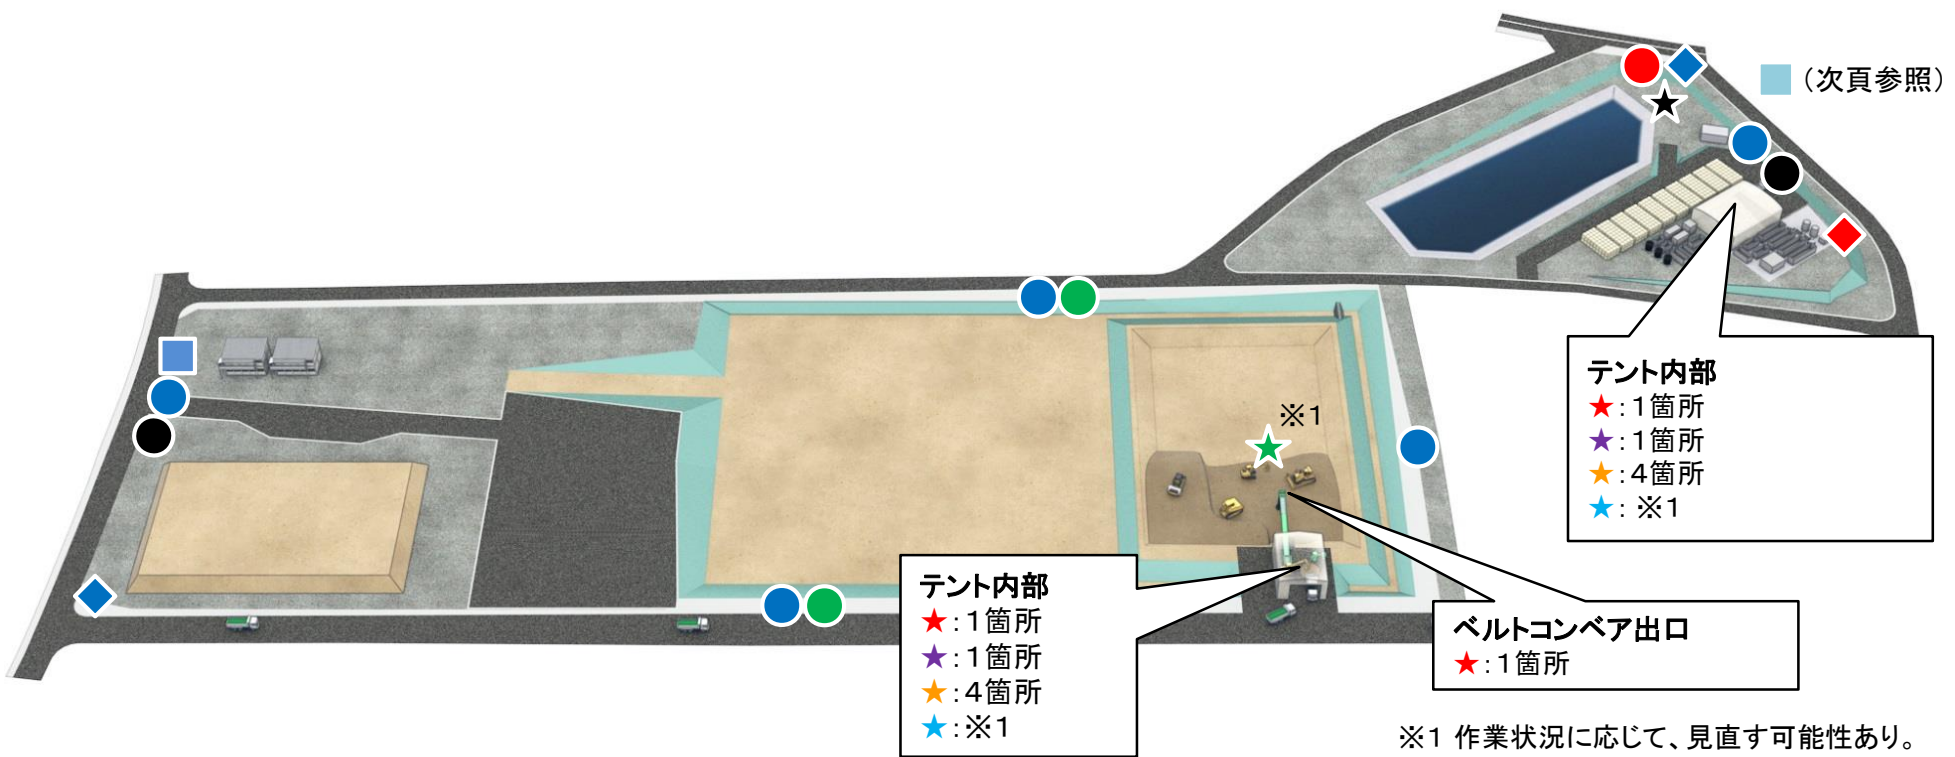 ■（次頁参照）
テント内部
★：1箇所
★：1箇所
★：4箇所
★：※1
※1
テント内部
★：1箇所
★：1箇所
★：4箇所
★：※1
ベルトコンベア出口
★：1箇所
※1 作業状況に応じて、見直す可能性あり。